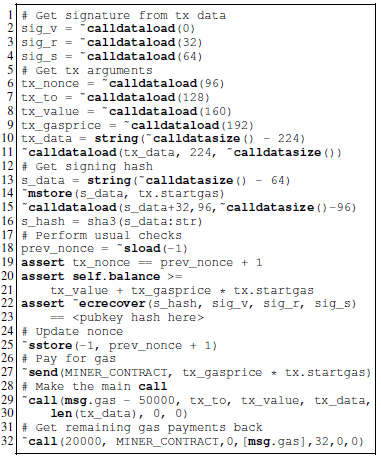 1 # Get signature from tx data
2 sig_v = ~calldataload(0)
3 sig_r = ~calldataload(32)
4 sig_s = ~calldataload(64)
5 # Get tx arguments
6 tx_nonce = ~calldataload(96)
7 tx_to = ~calldataload(128)
8 tx_value = ~calldataload(160)
9 tx_gasprice = ~calldataload(192)
10 tx_data = string(~calldatasize() - 224)
11 ~calldataload(tx_data, 224, ~calldatasize())
12 # Get signing hash
13 s_data = string(~calldatasize() - 64)
14 ~mstore(s_data, tx.startgas)
15 ~calldataload(s_data+32,96,~calldatasize()-96)
16 s_hash = sha3(s_data:str)
17 # Perform usual checks
18 prev_nonce = ~sload(-1)
19 assert tx_nonce == prev_nonce + 1
20 assert self.balance >=
21 tx_value + tx_gasprice * tx.startgas
22 assert ~ecrecover(s_hash, sig_v, sig_r, sig_s)
23 == <pubkey hash here>
24 # Update nonce
25 ~sstore(-1, prev_nonce + 1)
26 # Pay for gas
27 ~send(MINER_CONTRACT, tx_gasprice * tx.startgas)
28 # Make the main call
29 ~call(msg.gas - 50000, tx_to, tx_value, tx_data,
30 len(tx_data), 0, 0)
31 # Get remaining gas payments back
32 ~call(20000, MINER_CONTRACT,0,[msg.gas],32,0,0)